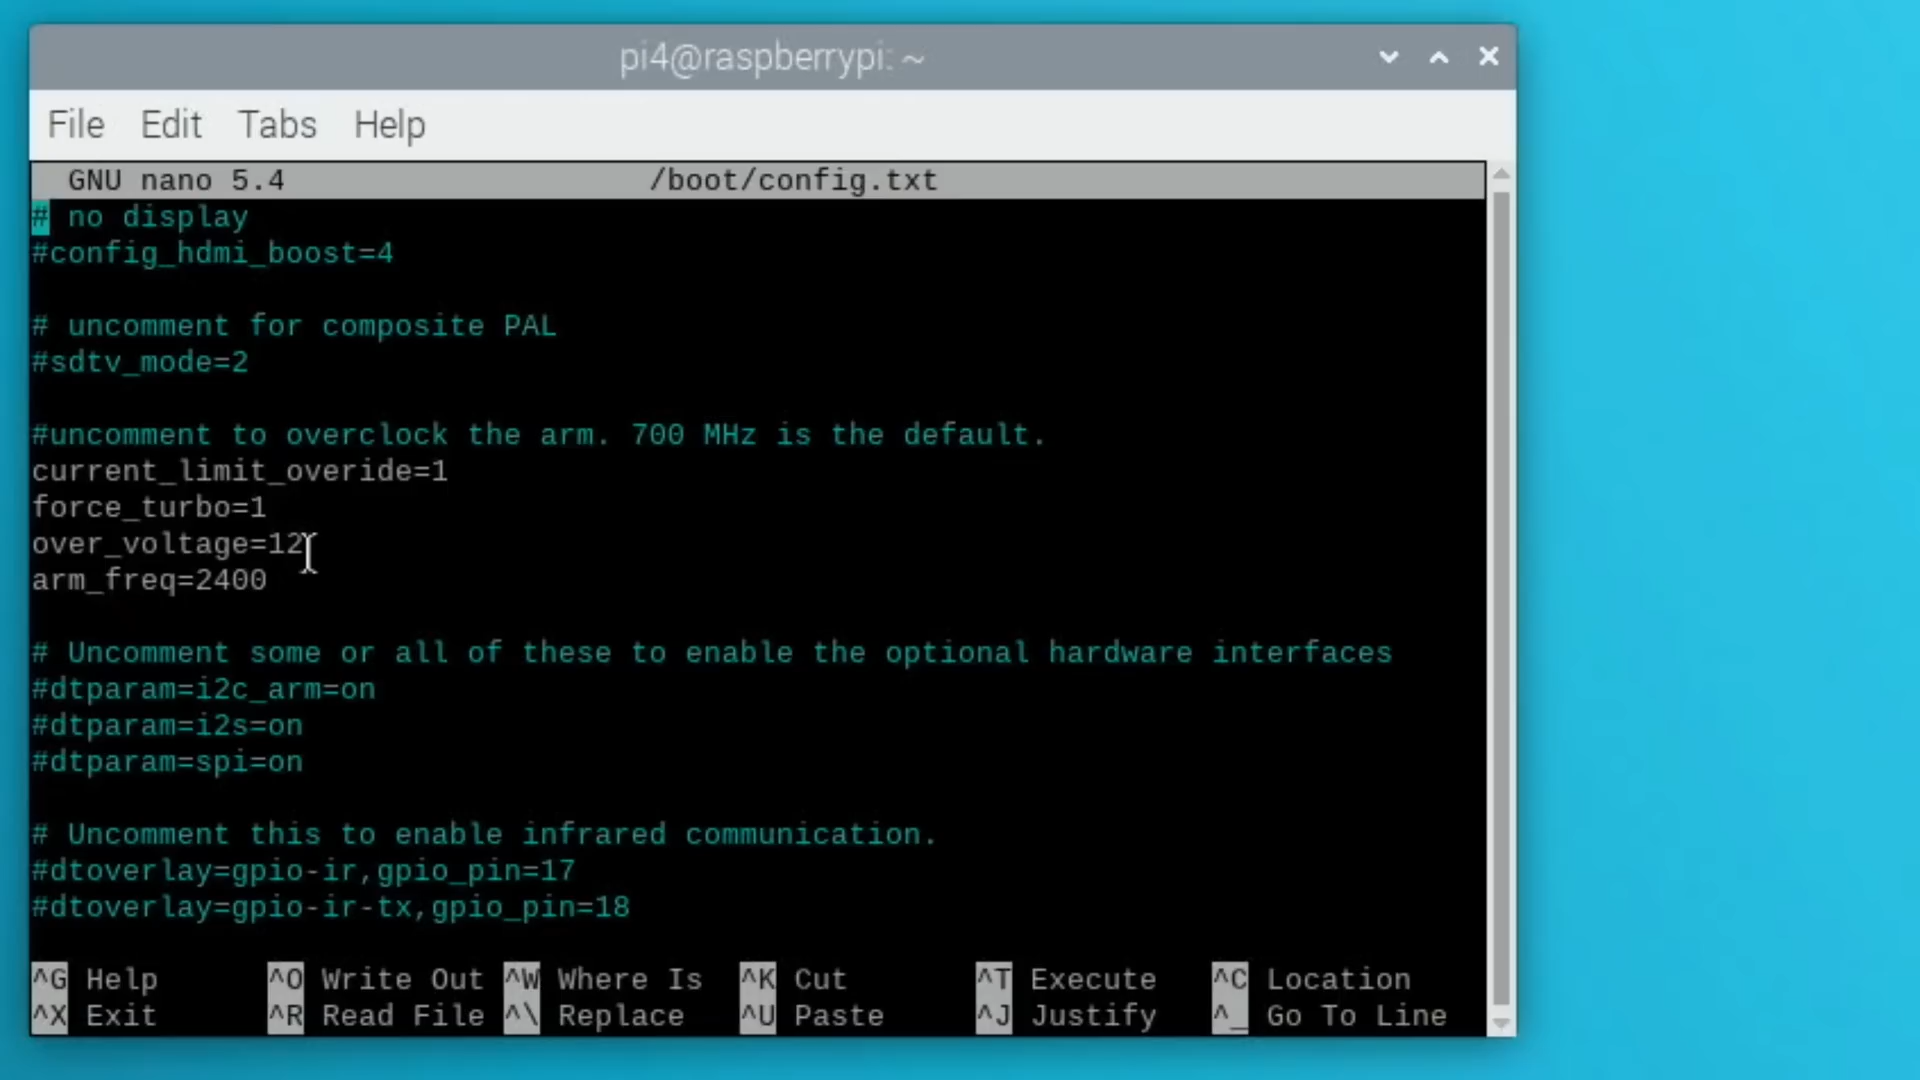 pi4@raspberrypi: ~
File Edit Tabs Help
GNU nano 5.4 /boot/config.txt
# no display
#config_hdmi_boost=4
# uncomment for composite PAL
#sdtv_mode=2
#uncomment to overclock the arm. 700 MHz is the default.
current_limit_overide=1
force_turbo=1
over_voltage=12
arm_freq=2400
# Uncomment some or all of these to enable the optional hardware interfaces
#dtparam=i2c_arm=on
#dtparam=i2s=on
#dtparam=spi=on
# Uncomment this to enable infrared communication.
#dtoverlay=gpio-ir,gpio_pin=17
#dtoverlay=gpio-ir-tx,gpio_pin=18
^G Help ^O Write Out ^W Where Is ^K Cut ^T Execute ^C Location
^X Exit ^R Read File ^\ Replace ^U Paste ^J Justify ^_ Go To Line